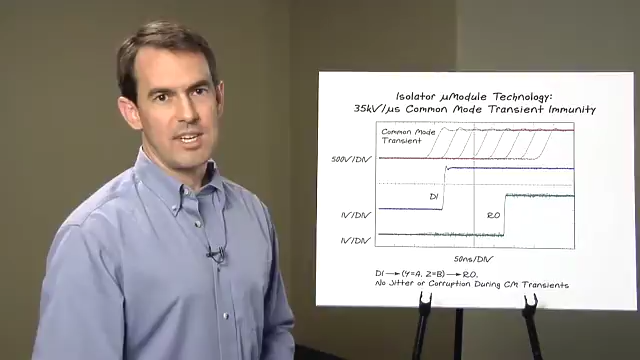 Isolator µModule Technology:
35kV/µs Common Mode Transient Immunity
Common Mode
Transient
500V/DIV
DI
1V/DIV
RO
1V/DIV
50ns/DIV
DI → (Y=A, Z=B) → RO.
No Jitter or Corruption During CM Transients